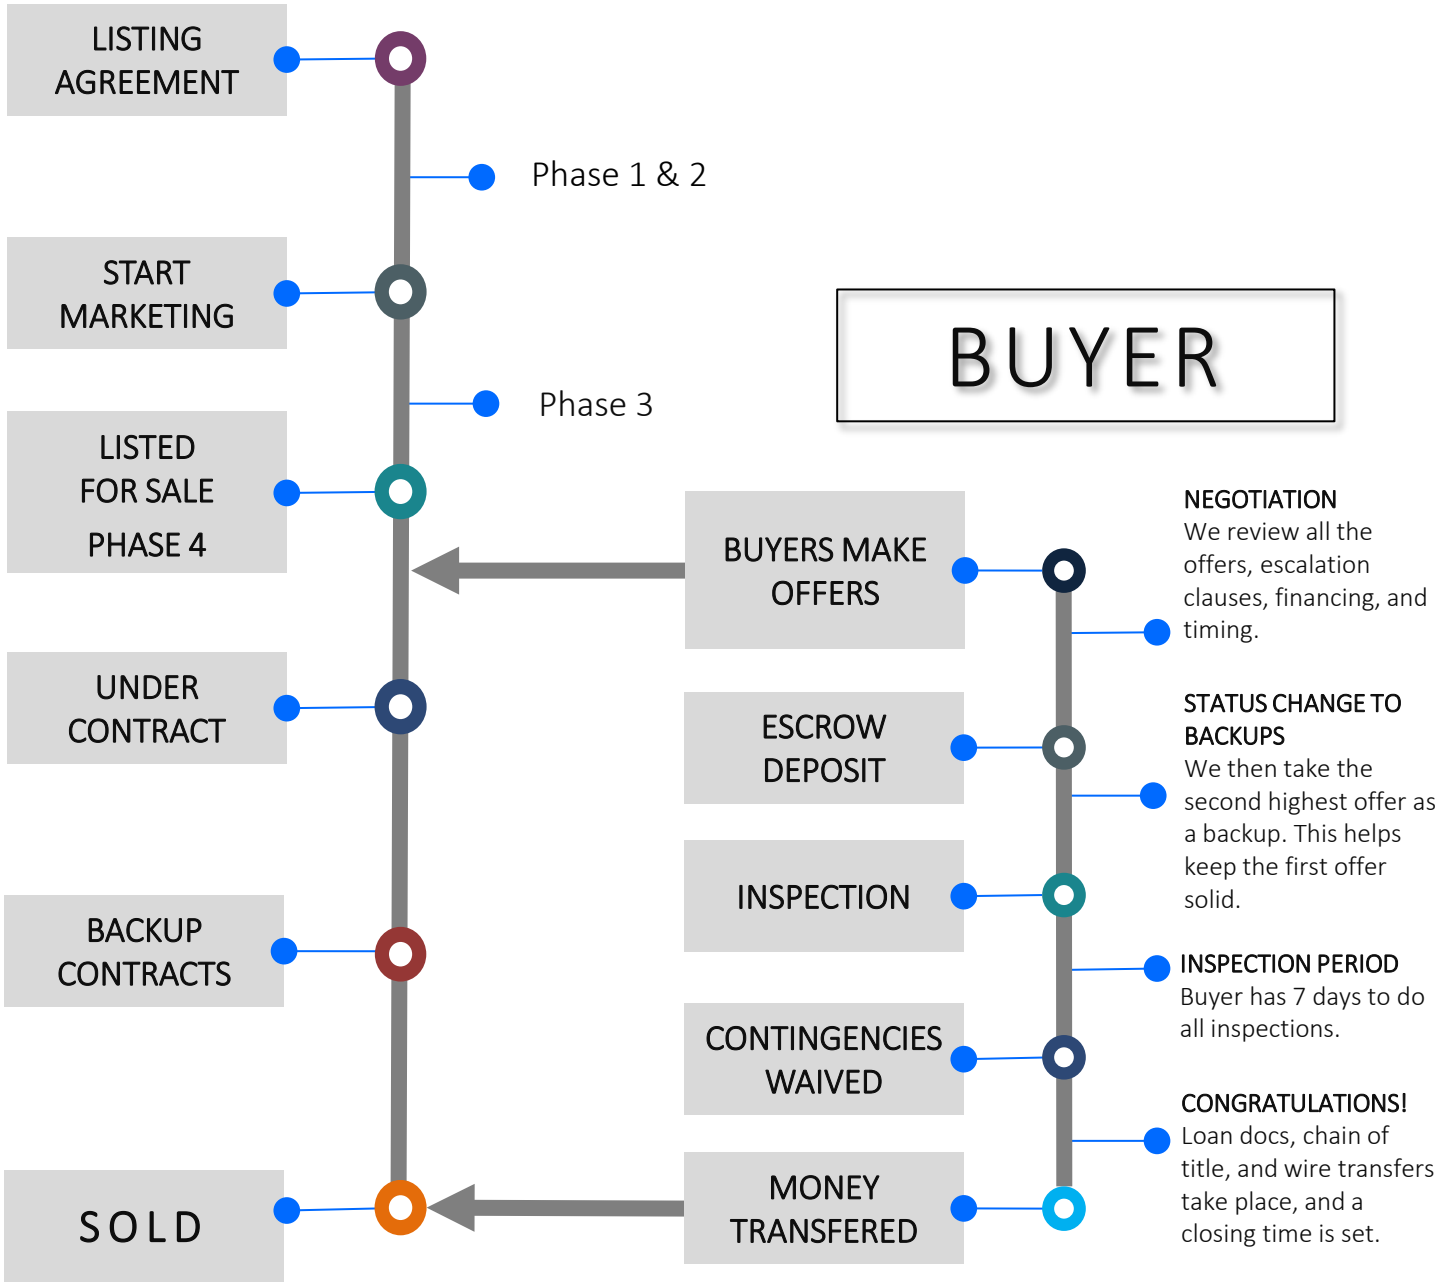 LISTING
AGREEMENT
Phase 1 & 2
START
MARKETING
Phase 3
LISTED
FOR SALE
PHASE 4
UNDER
CONTRACT
BACKUP
CONTRACTS
SOLD
BUYER
BUYERS MAKE
OFFERS
NEGOTIATION
We review all the
offers, escalation
clauses, financing, and
timing.
ESCROW
DEPOSIT
STATUS CHANGE TO
BACKUPS
We then take the
second highest offer as
a backup. This helps
keep the first offer
solid.
INSPECTION
INSPECTION PERIOD
Buyer has 7 days to do
all inspections.
CONTINGENCIES
WAIVED
CONGRATULATIONS!
Loan docs, chain of
title, and wire transfers
take place, and a
closing time is set.
MONEY
TRANSFERED